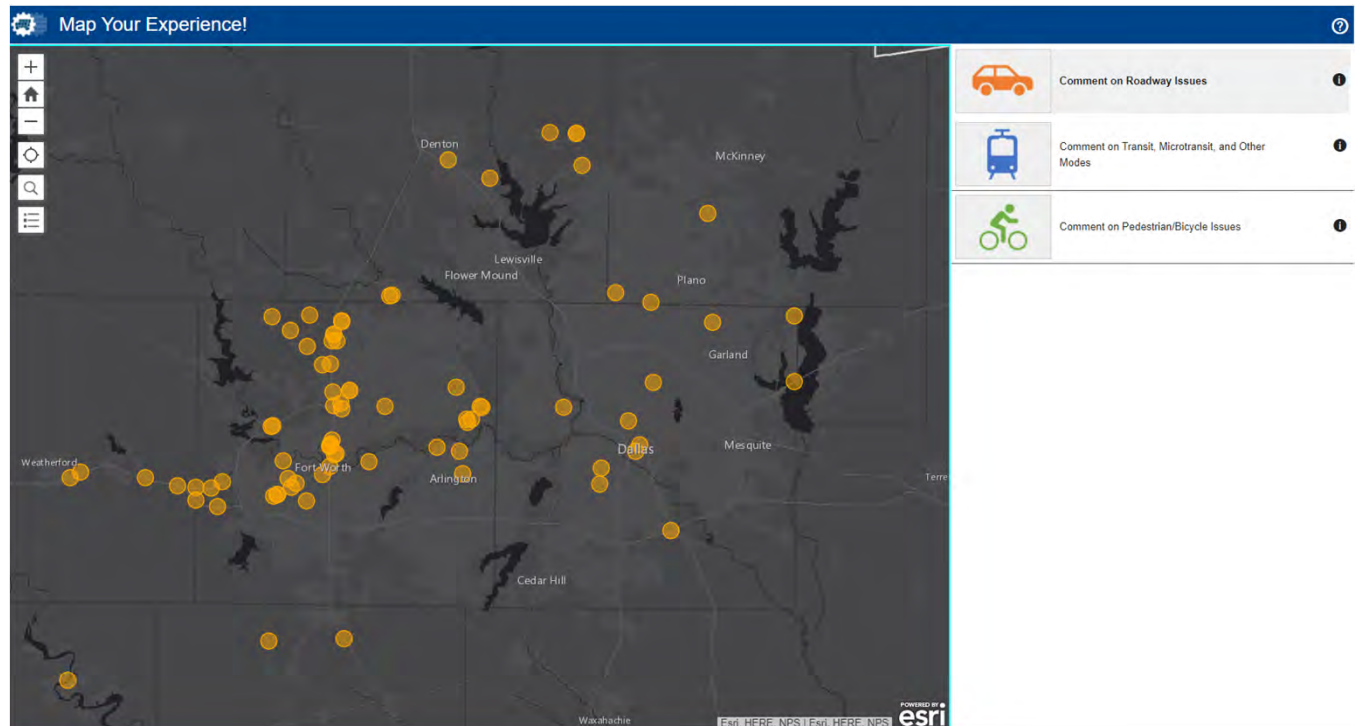 Map Your Experience!
Comment on Roadway Issues
Comment on Transit, Microtransit, and Other
Modes
Comment on Pedestrian/Bicycle Issues
Denton
McKinney
Lewisville
Flower Mound
Plano
Garland
Dallas
Mesquite
Weatherford
Fort Worth
Arlington
Terre
Cedar Hill
Waxahachie
Esri, HERE, NPS | Esri, HERE, NPS
POWERED BY
esri